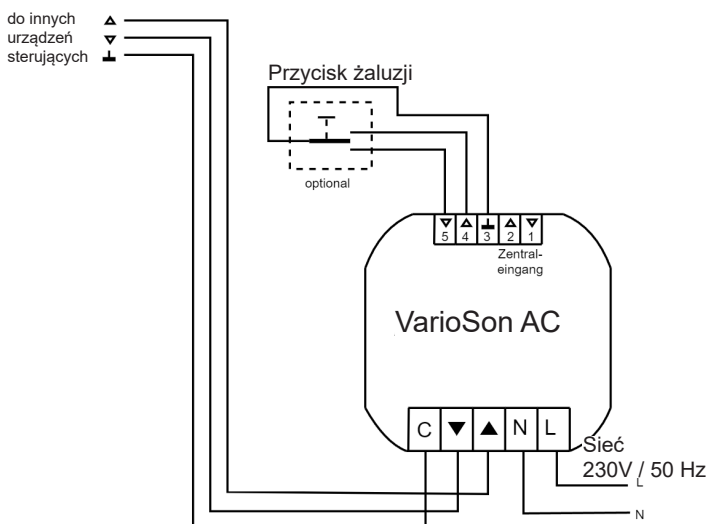 do innych
urządzeń
sterujących
Przycisk żaluzji
optional
5 4 3 2 1
Zentral-
eingang
VarioSon AC
C N L
Sieć
230V / 50 Hz
L
N